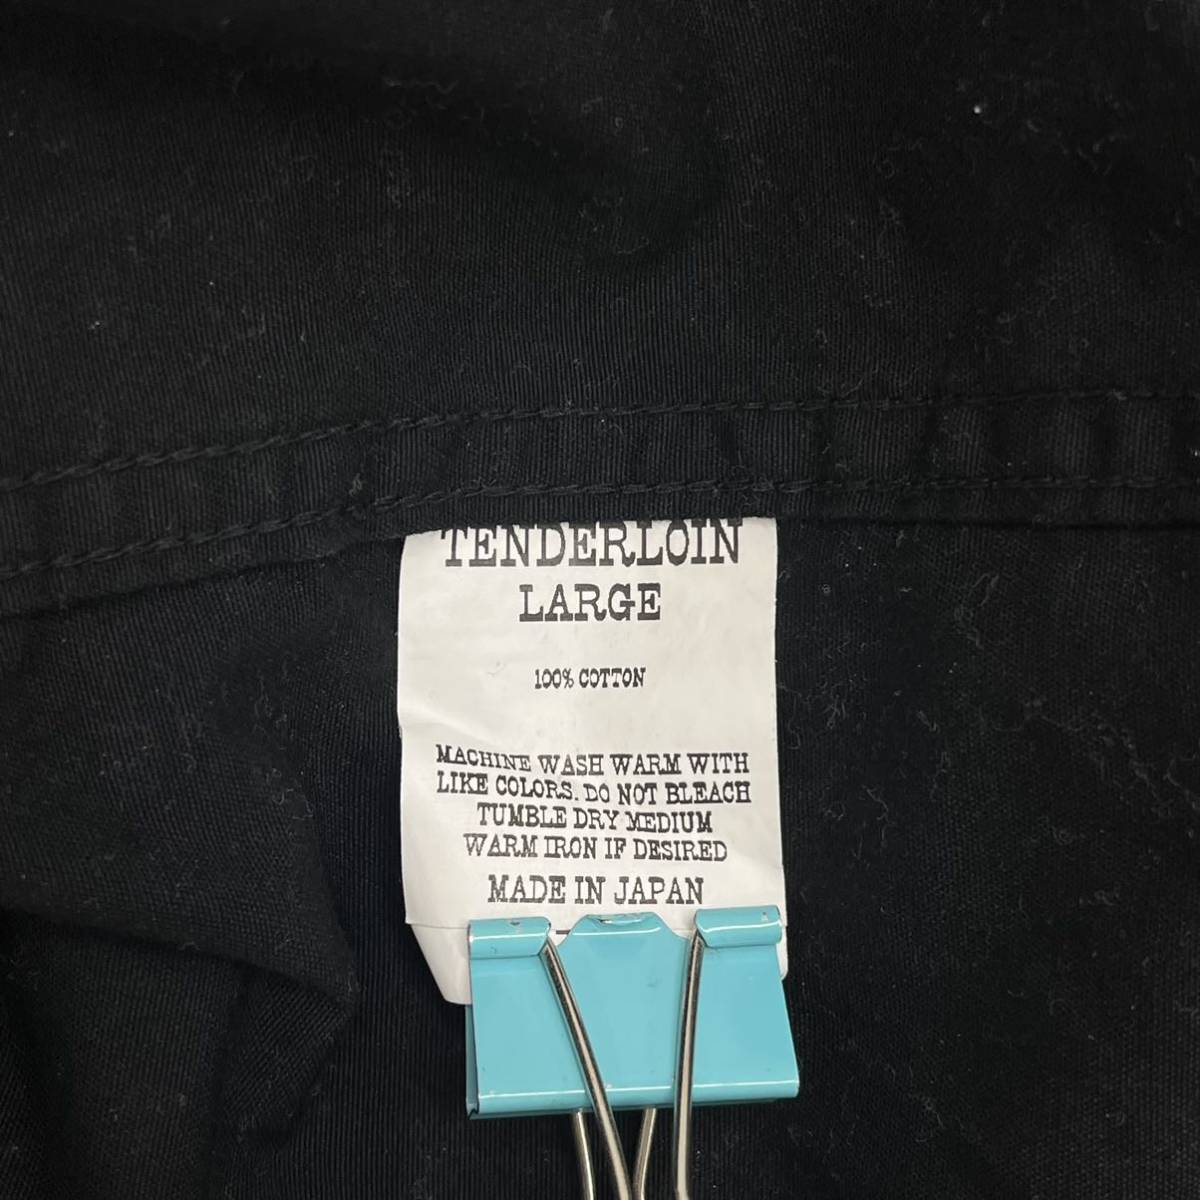 TENDERLOIN
LARGE
100% COTTON
MACHINE WASH WARM WITH
LIKE COLORS. DO NOT BLEACH
TUMBLE DRY MEDIUM
WARM IRON IF DESIRED
MADE IN JAPAN